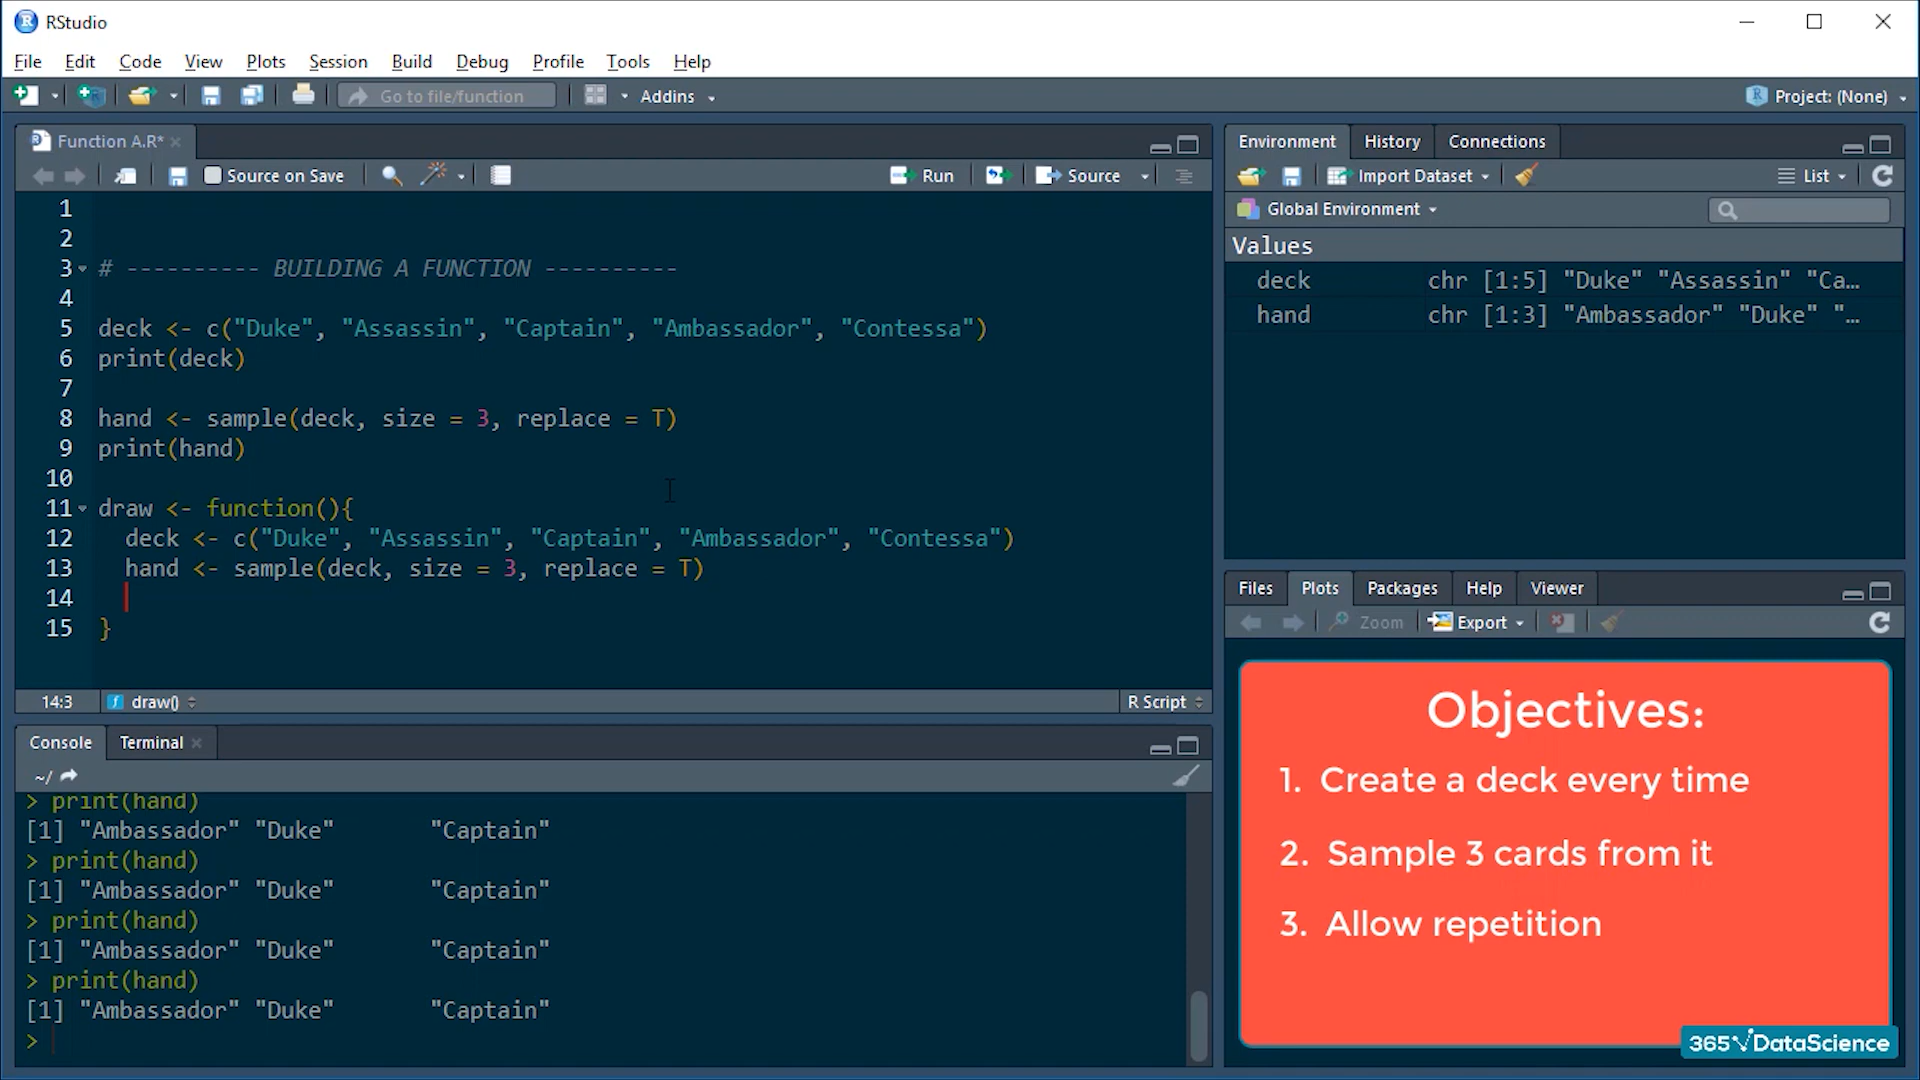 RStudio
File Edit Code View Plots Session Build Debug Profile Tools Help
Go to file/function Addins Project: (None)
Function A.R*
Source on Save Run Source
1
2
3 # ---------- BUILDING A FUNCTION ----------
4
5 deck <- c("Duke", "Assassin", "Captain", "Ambassador", "Contessa")
6 print(deck)
7
8 hand <- sample(deck, size = 3, replace = T)
9 print(hand)
10
11 draw <- function(){
12 deck <- c("Duke", "Assassin", "Captain", "Ambassador", "Contessa")
13 hand <- sample(deck, size = 3, replace = T)
14
15 }
14:3 draw() R Script
Console Terminal
~/
> print(hand)
[1] "Ambassador" "Duke" "Captain"
> print(hand)
[1] "Ambassador" "Duke" "Captain"
> print(hand)
[1] "Ambassador" "Duke" "Captain"
> print(hand)
[1] "Ambassador" "Duke" "Captain"
>
Environment History Connections
Import Dataset List
Global Environment
Values
deck chr [1:5] "Duke" "Assassin" "Ca…
hand chr [1:3] "Ambassador" "Duke" "…
Files Plots Packages Help Viewer
Zoom Export
Objectives:
1. Create a deck every time
2. Sample 3 cards from it
3. Allow repetition
365√DataScience